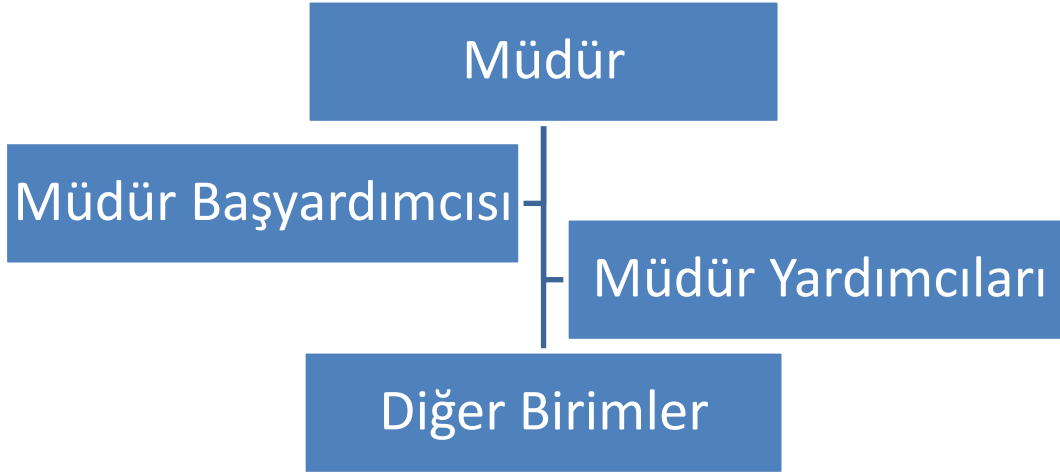 Müdür
Müdür Başyardımcısı
Müdür Yardımcıları
Diğer Birimler